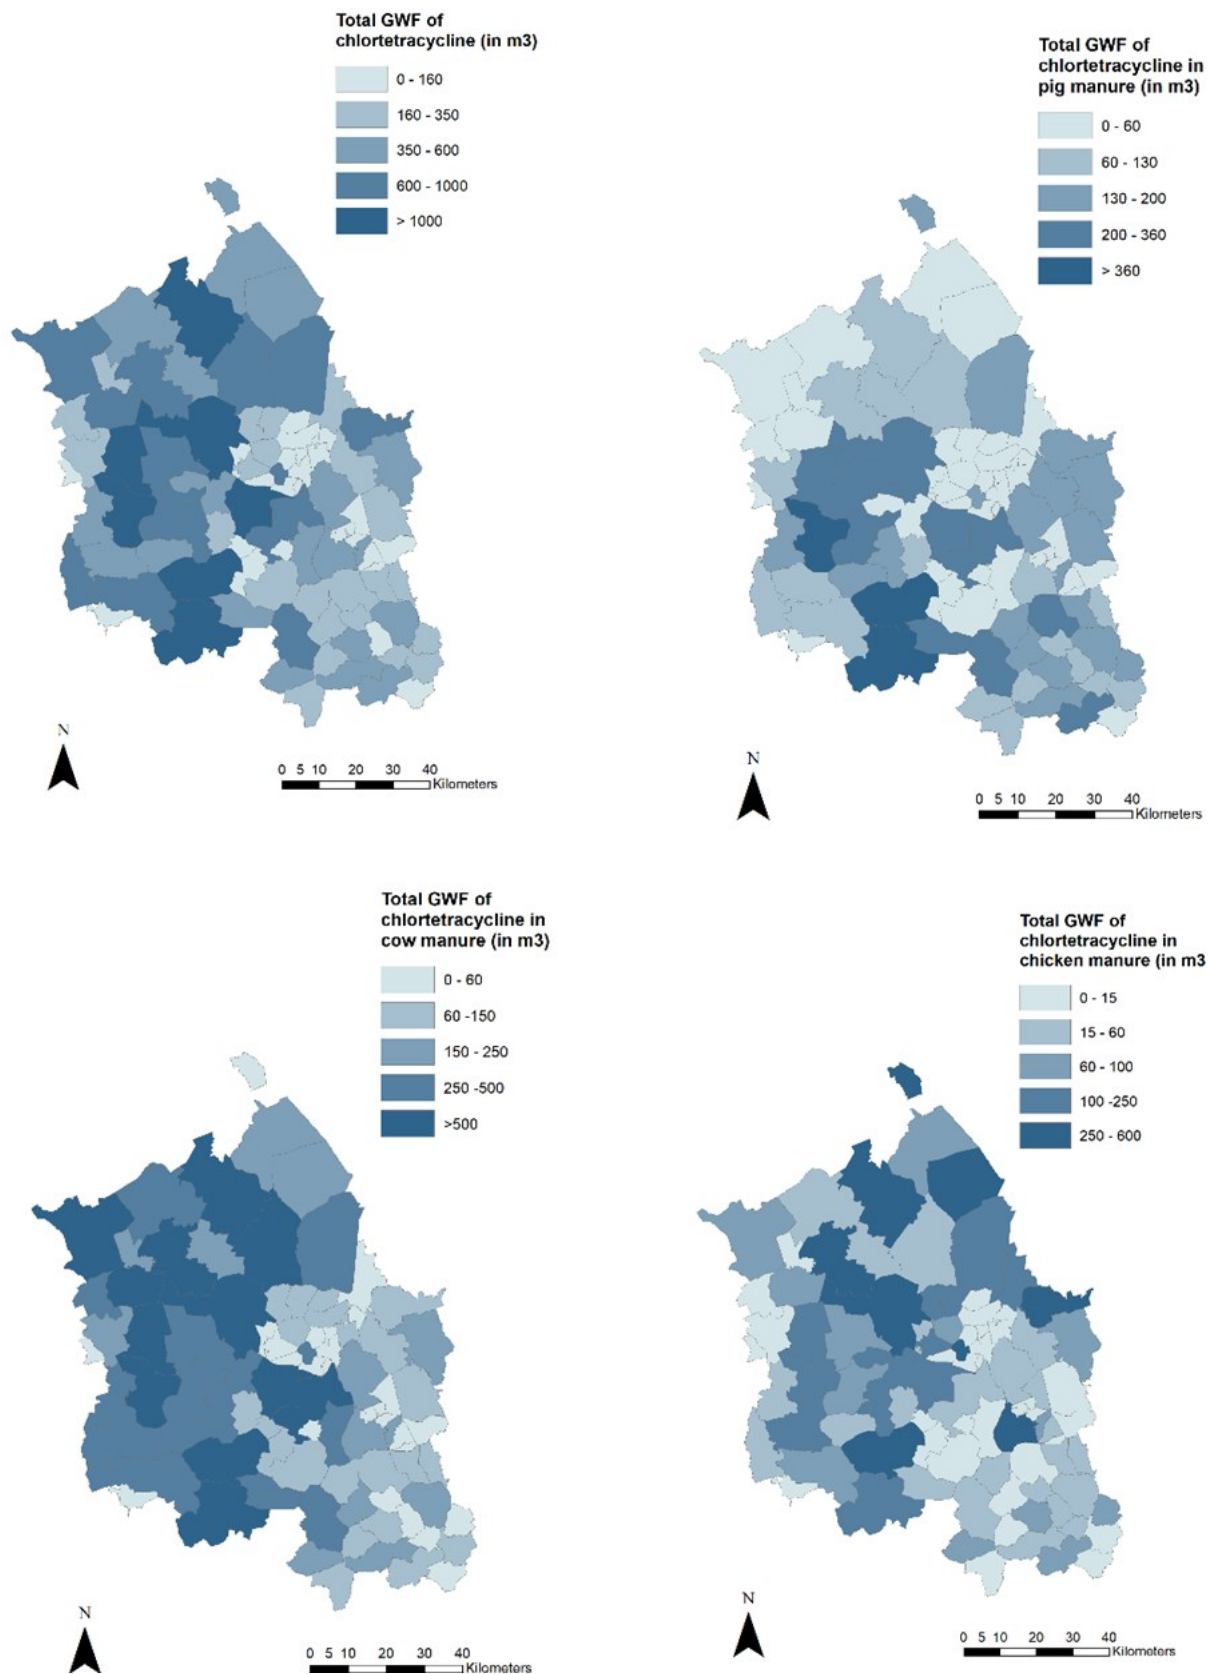 Total GWF of
chlortetracycline (in m3)
0 - 160
160 - 350
350 - 600
600 - 1000
> 1000
N
0 5 10 20 30 40
Kilometers
Total GWF of
chlortetracycline in
pig manure (in m3)
0 - 60
60 - 130
130 - 200
200 - 360
> 360
N
0 5 10 20 30 40
Kilometers
Total GWF of
chlortetracycline in
cow manure (in m3)
0 - 60
60 -150
150 - 250
250 -500
>500
N
0 5 10 20 30 40
Kilometers
Total GWF of
chlortetracycline in
chicken manure (in m3
0 - 15
15 - 60
60 - 100
100 -250
250 - 600
N
0 5 10 20 30 40
Kilometers